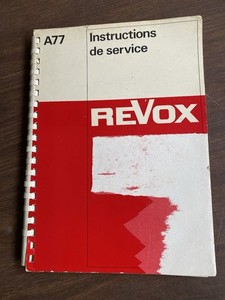 A77
Instructions
de service
REVOX